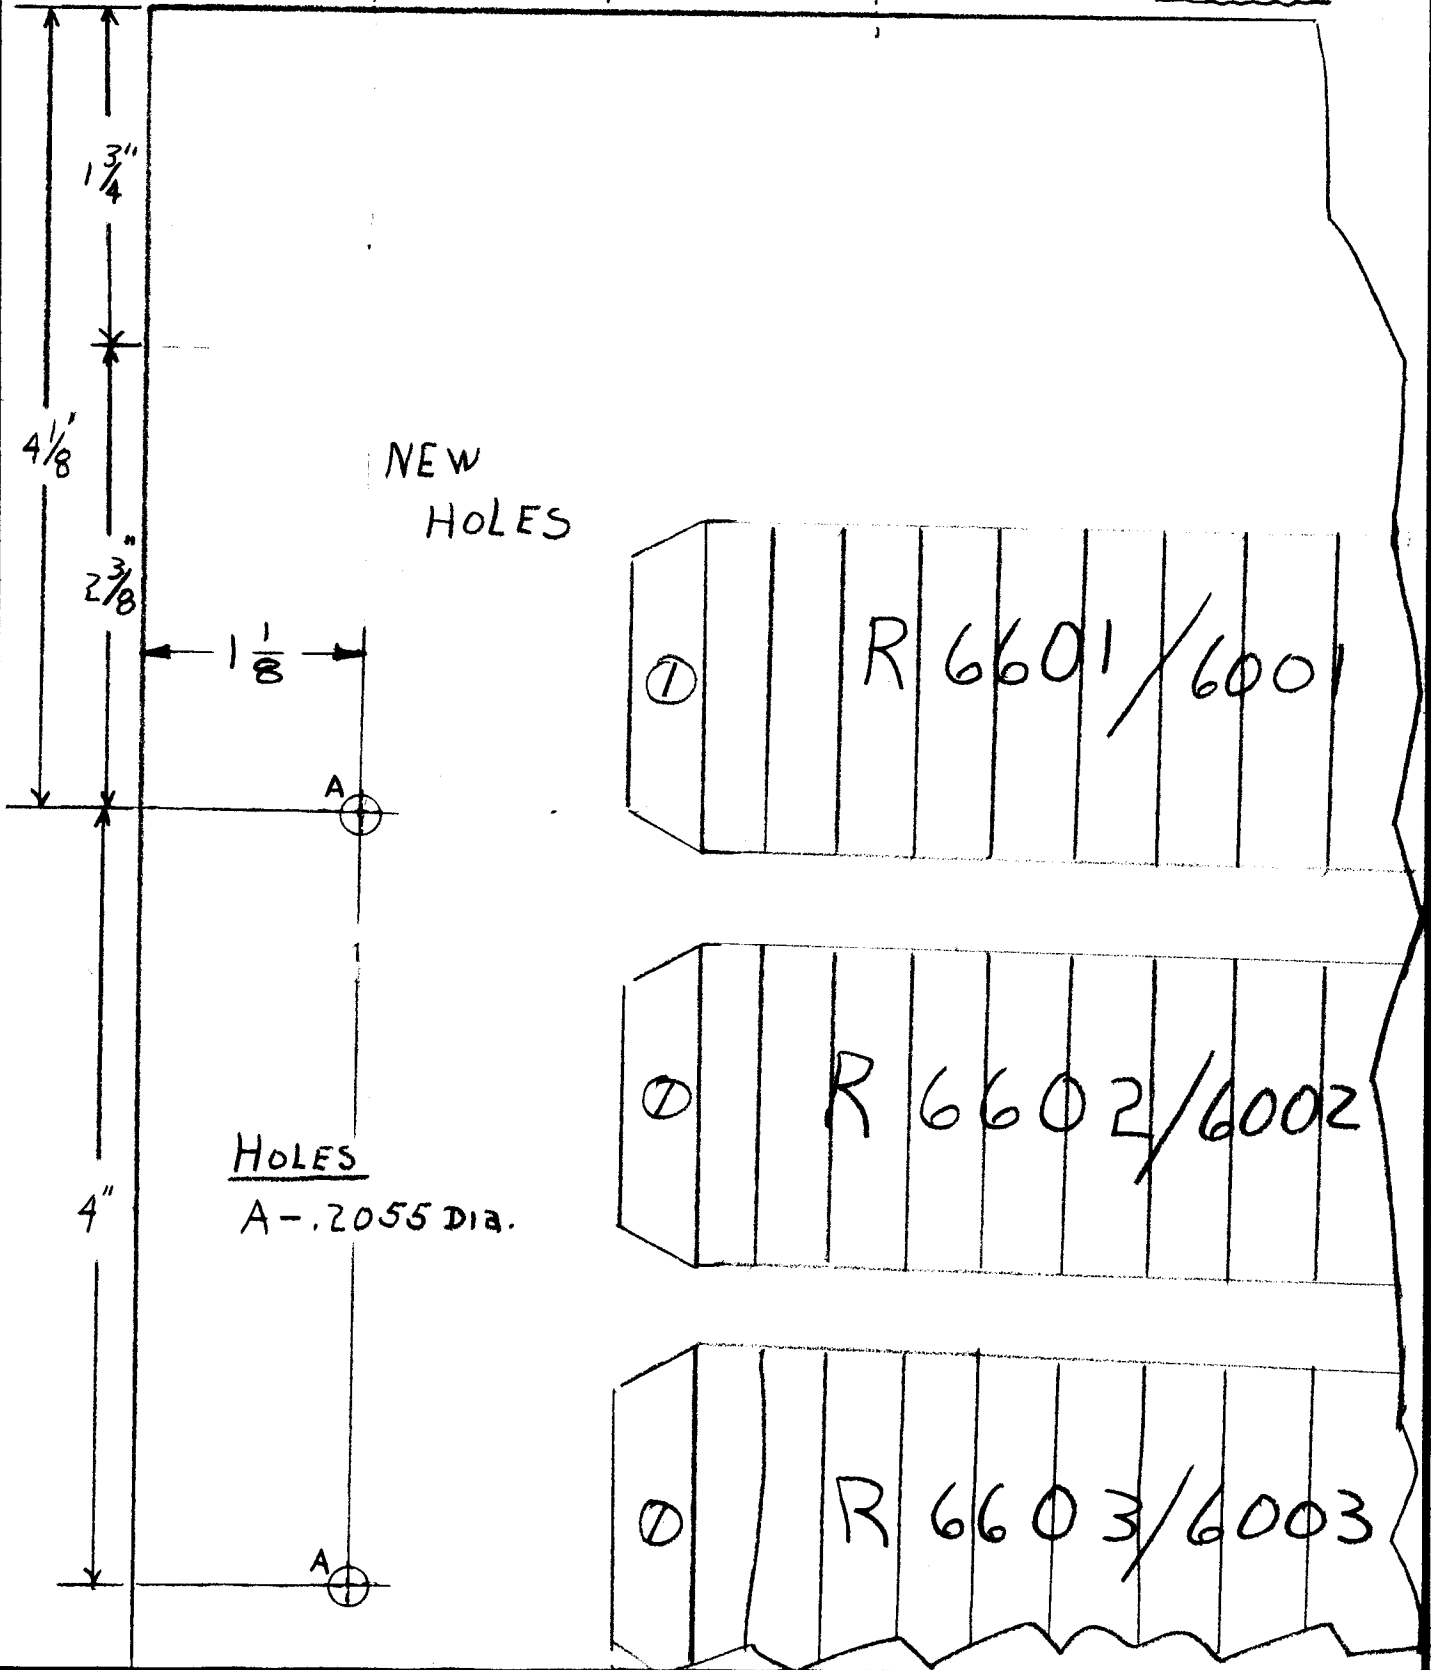 1 3/4"
4 1/8'
NEW
HOLES
2 3/8"
1 1/8
R 6601/6001
A
R 6602/6002
HOLES
A-.2055 DIa.
4"
R 6603/6003
A